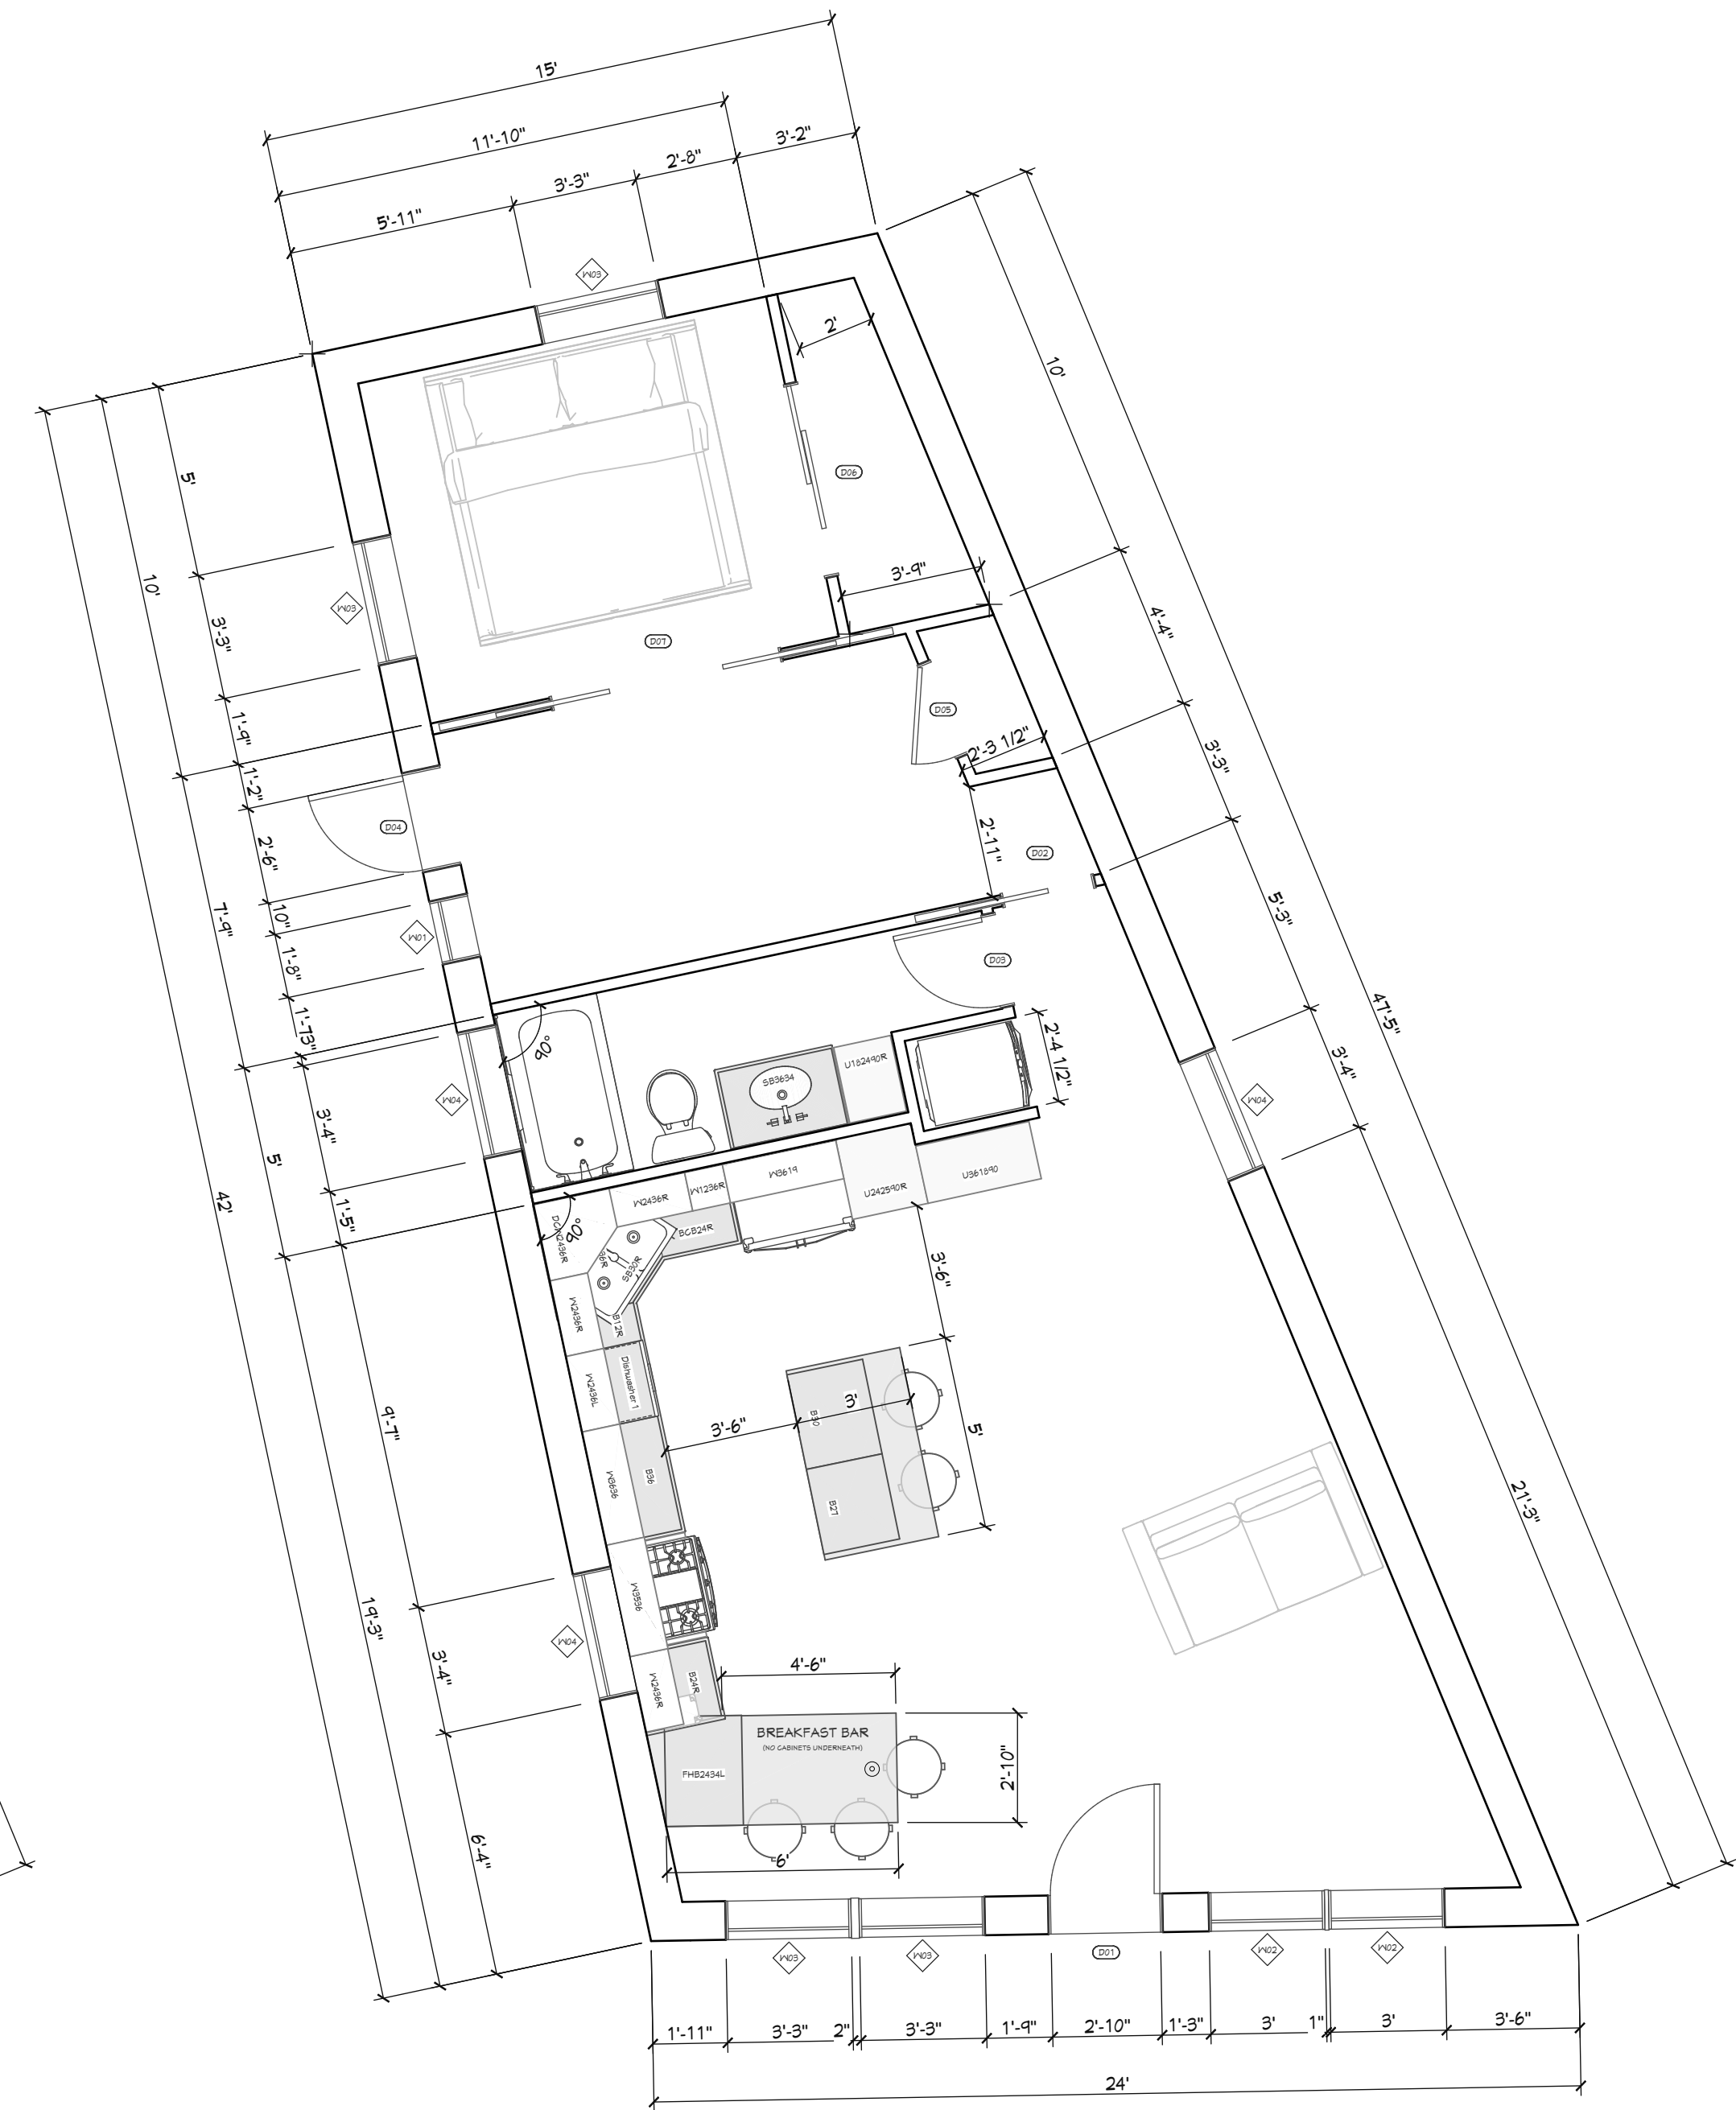 15'
11'-10"
3'-2"
2'-8"
3'-3"
5'-11"
W03
2'
10'
5'
10'
D06
3'-9"
W03
4'-4"
3'-3"
D07
D05
1'-9"
2'-3 1/2"
3'-3"
1'-2"
D04
2'-11"
D02
2'-6"
7'-9"
10"
5'-3"
W01
1'-8"
D03
47'-5"
1'-73"
90°
2'-4 1/2"
U182490R
SB3634
3'-4"
W04
W04
3'-4"
5'
W3619
U361890
42'
W2436R
W1236R
U242590R
1'-5"
90°
BCB24R
SB30R
3'-6"
W2436R
B12R
Dishwasher 1
W2436L
3'
B30
9'-7"
3'-6"
5'
W3636
B36
B27
21'-3"
19'-3"
W3536
W04
3'-4"
W2436R
B24R
4'-6"
BREAKFAST BAR
(NO CABINETS UNDERNEATH)
FHB2434L
2'-10"
6'-4"
6'
W03
W03
D01
W02
W02
1'-11"
3'-3"
2"
3'-3"
1'-9"
2'-10"
1'-3"
3'
1"
3'
3'-6"
24'